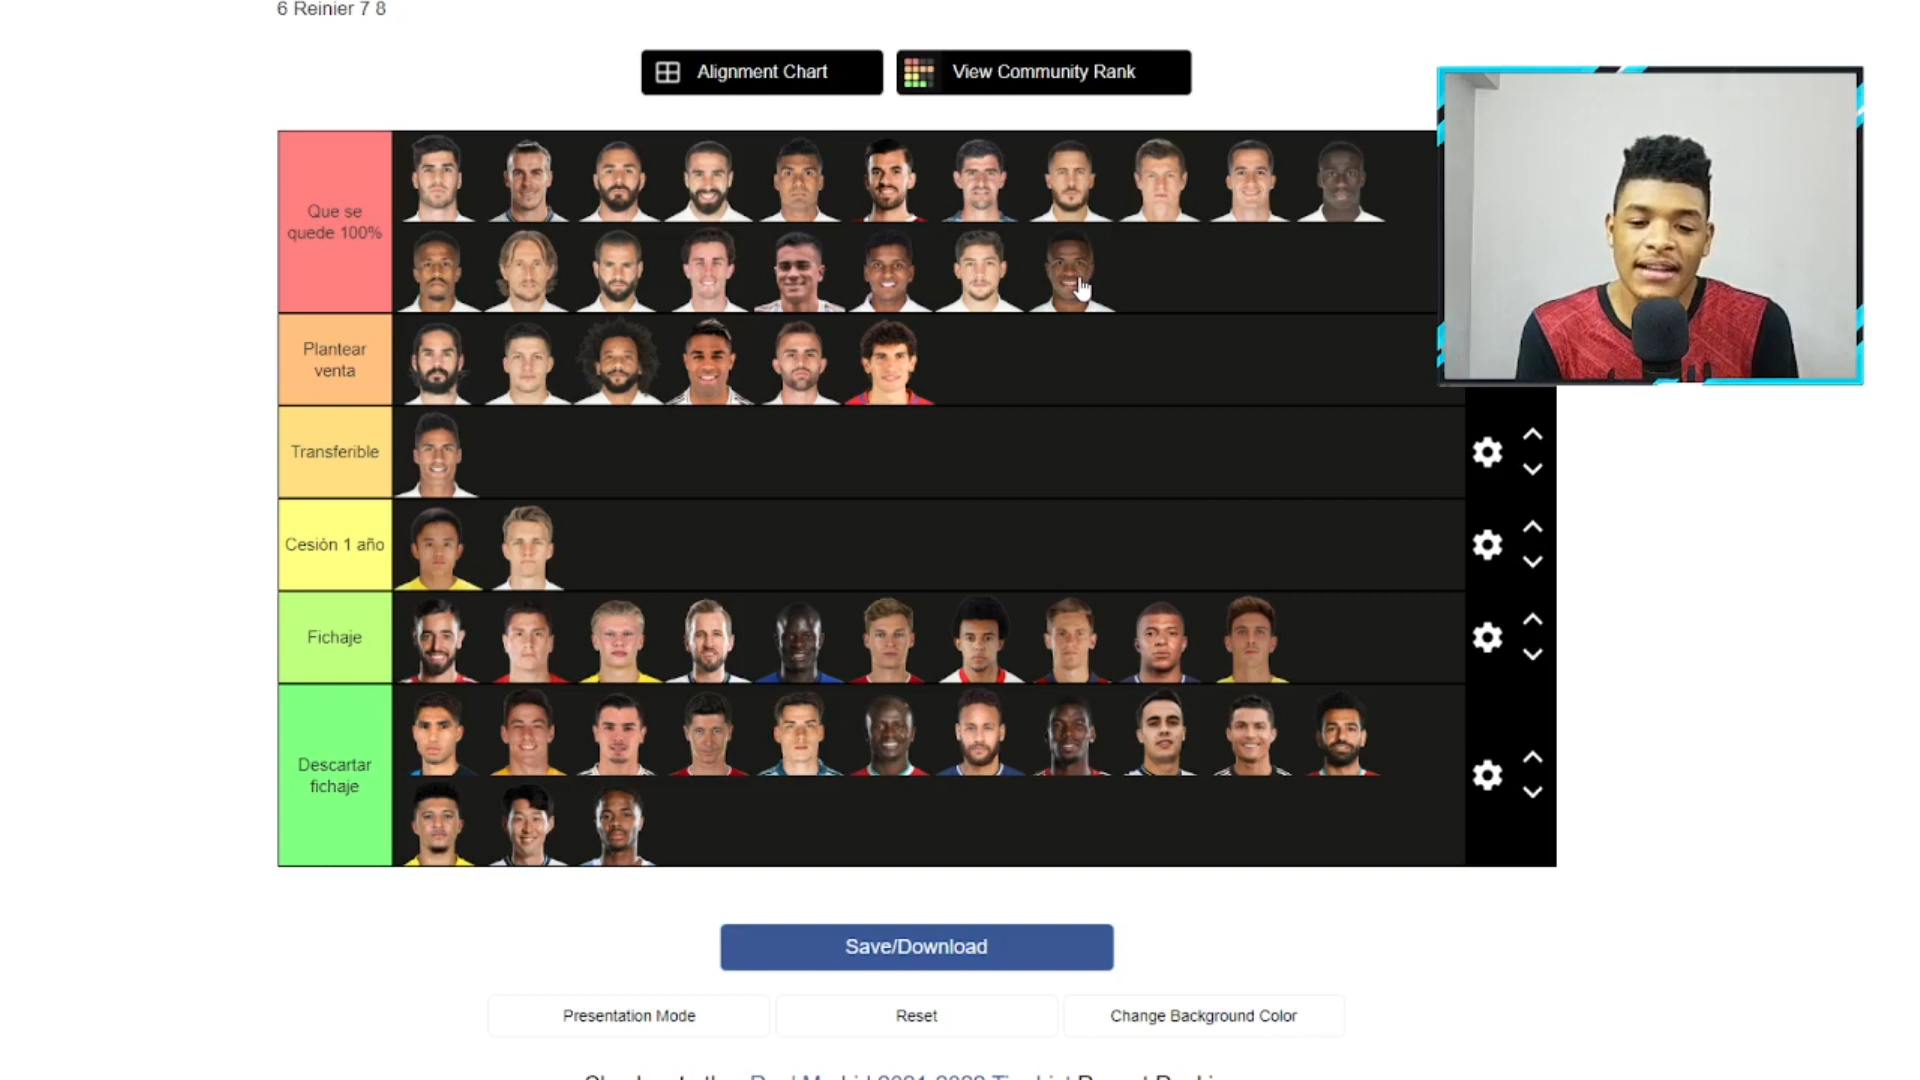 6 Reinier 7 8
Alignment Chart
View Community Rank
Que se
quede 100%
Plantear
venta
Transferible
Cesión 1 año
Fichaje
Descartar
fichaje
Save/Download
Presentation Mode
Reset
Change Background Color